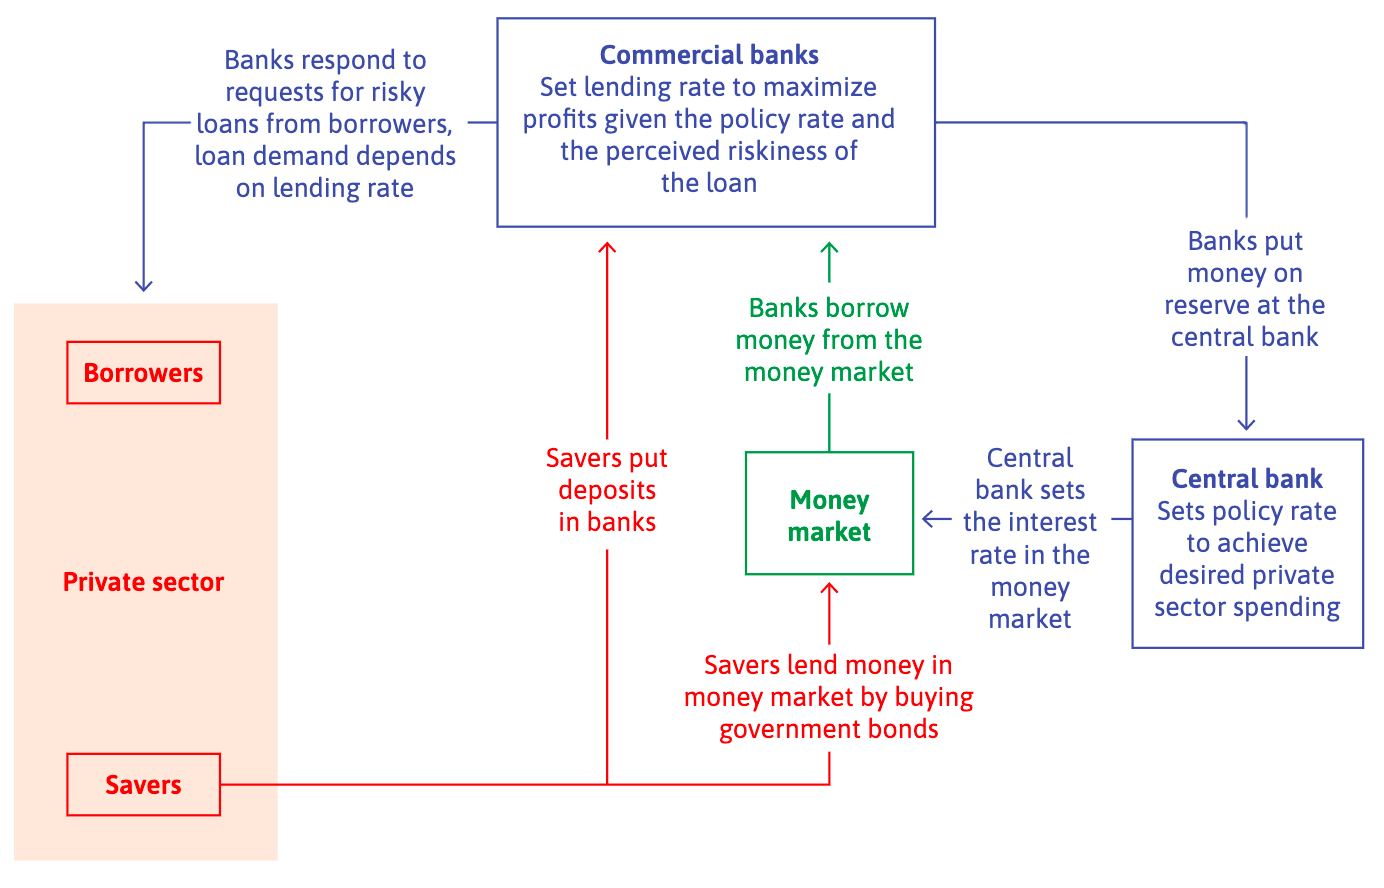 Banks respond to
requests for risky
loans from borrowers,
loan demand depends
on lending rate
Commercial banks
Set lending rate to maximize
profits given the policy rate and
the perceived riskiness of
the loan
Banks put
money on
reserve at the
central bank
Borrowers
Private sector
Savers
Savers put
deposits
in banks
Banks borrow
money from the
money market
Money
market
Savers lend money in
money market by buying
government bonds
Central
bank sets
the interest
rate in the
money
market
Central bank
Sets policy rate
to achieve
desired private
sector spending